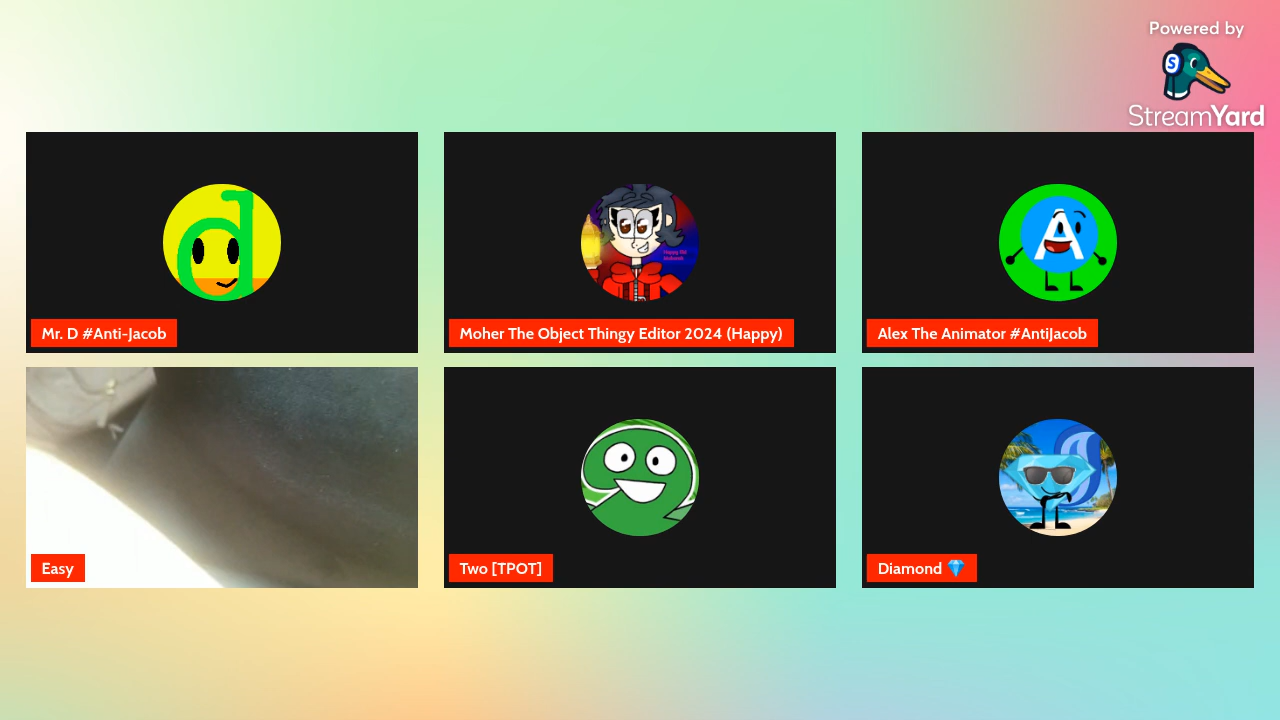 Powered by
S
StreamYard
Mr. D #Anti-Jacob
Moher The Object Thingy Editor 2024 (Happy)
Alex The Animator #AntiJacob
Easy
Two [TPOT]
Diamond 💎
d
A